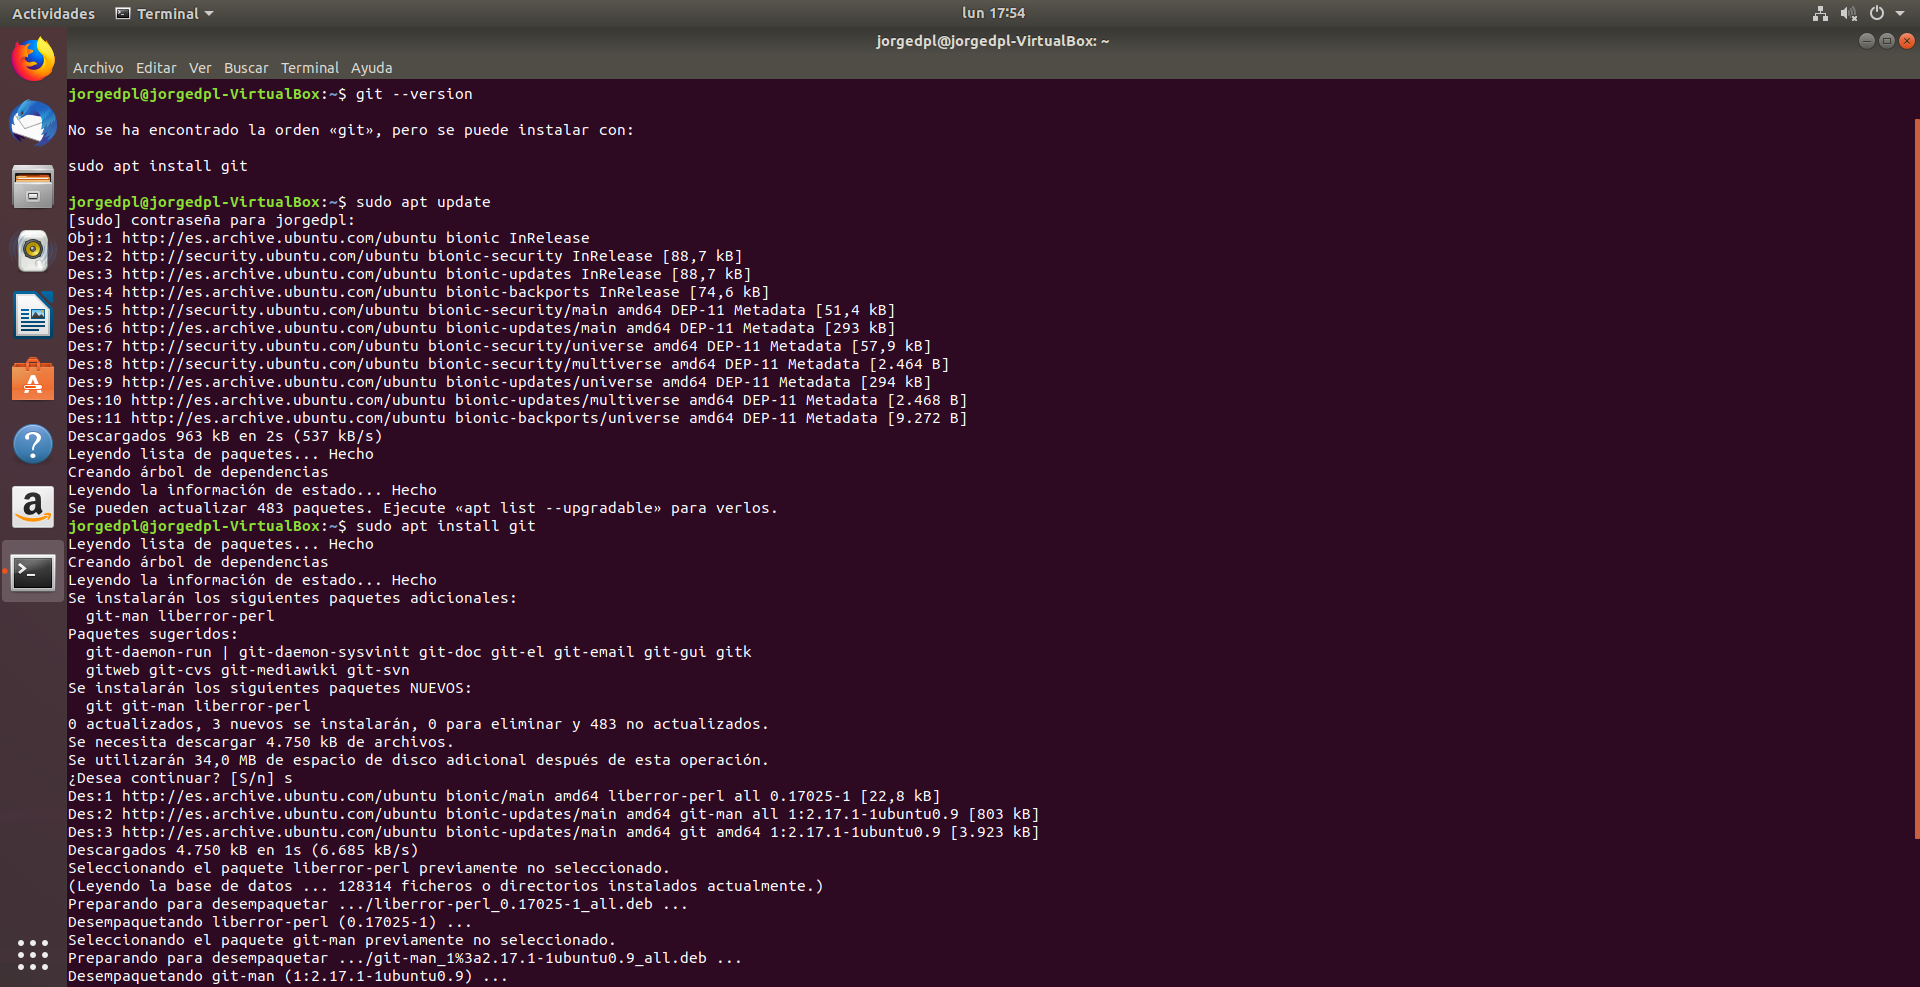 Actividades Terminal lun 17:54
jorgedpl@jorgedpl-VirtualBox: ~
Archivo Editar Ver Buscar Terminal Ayuda
jorgedpl@jorgedpl-VirtualBox:~$ git --version
No se ha encontrado la orden «git», pero se puede instalar con:
sudo apt install git
jorgedpl@jorgedpl-VirtualBox:~$ sudo apt update
[sudo] contraseña para jorgedpl:
Obj:1 http://es.archive.ubuntu.com/ubuntu bionic InRelease
Des:2 http://security.ubuntu.com/ubuntu bionic-security InRelease [88,7 kB]
Des:3 http://es.archive.ubuntu.com/ubuntu bionic-updates InRelease [88,7 kB]
Des:4 http://es.archive.ubuntu.com/ubuntu bionic-backports InRelease [74,6 kB]
Des:5 http://security.ubuntu.com/ubuntu bionic-security/main amd64 DEP-11 Metadata [51,4 kB]
Des:6 http://es.archive.ubuntu.com/ubuntu bionic-updates/main amd64 DEP-11 Metadata [293 kB]
Des:7 http://security.ubuntu.com/ubuntu bionic-security/universe amd64 DEP-11 Metadata [57,9 kB]
Des:8 http://security.ubuntu.com/ubuntu bionic-security/multiverse amd64 DEP-11 Metadata [2.464 B]
Des:9 http://es.archive.ubuntu.com/ubuntu bionic-updates/universe amd64 DEP-11 Metadata [294 kB]
Des:10 http://es.archive.ubuntu.com/ubuntu bionic-updates/multiverse amd64 DEP-11 Metadata [2.468 B]
Des:11 http://es.archive.ubuntu.com/ubuntu bionic-backports/universe amd64 DEP-11 Metadata [9.272 B]
Descargados 963 kB en 2s (537 kB/s)
Leyendo lista de paquetes... Hecho
Creando árbol de dependencias
Leyendo la información de estado... Hecho
Se pueden actualizar 483 paquetes. Ejecute «apt list --upgradable» para verlos.
jorgedpl@jorgedpl-VirtualBox:~$ sudo apt install git
Leyendo lista de paquetes... Hecho
Creando árbol de dependencias
Leyendo la información de estado... Hecho
Se instalarán los siguientes paquetes adicionales:
git-man liberror-perl
Paquetes sugeridos:
git-daemon-run | git-daemon-sysvinit git-doc git-el git-email git-gui gitk
gitweb git-cvs git-mediawiki git-svn
Se instalarán los siguientes paquetes NUEVOS:
git git-man liberror-perl
0 actualizados, 3 nuevos se instalarán, 0 para eliminar y 483 no actualizados.
Se necesita descargar 4.750 kB de archivos.
Se utilizarán 34,0 MB de espacio de disco adicional después de esta operación.
¿Desea continuar? [S/n] s
Des:1 http://es.archive.ubuntu.com/ubuntu bionic/main amd64 liberror-perl all 0.17025-1 [22,8 kB]
Des:2 http://es.archive.ubuntu.com/ubuntu bionic-updates/main amd64 git-man all 1:2.17.1-1ubuntu0.9 [803 kB]
Des:3 http://es.archive.ubuntu.com/ubuntu bionic-updates/main amd64 git amd64 1:2.17.1-1ubuntu0.9 [3.923 kB]
Descargados 4.750 kB en 1s (6.685 kB/s)
Seleccionando el paquete liberror-perl previamente no seleccionado.
(Leyendo la base de datos ... 128314 ficheros o directorios instalados actualmente.)
Preparando para desempaquetar .../liberror-perl_0.17025-1_all.deb ...
Desempaquetando liberror-perl (0.17025-1) ...
Seleccionando el paquete git-man previamente no seleccionado.
Preparando para desempaquetar .../git-man_1%3a2.17.1-1ubuntu0.9_all.deb ...
Desempaquetando git-man (1:2.17.1-1ubuntu0.9) ...